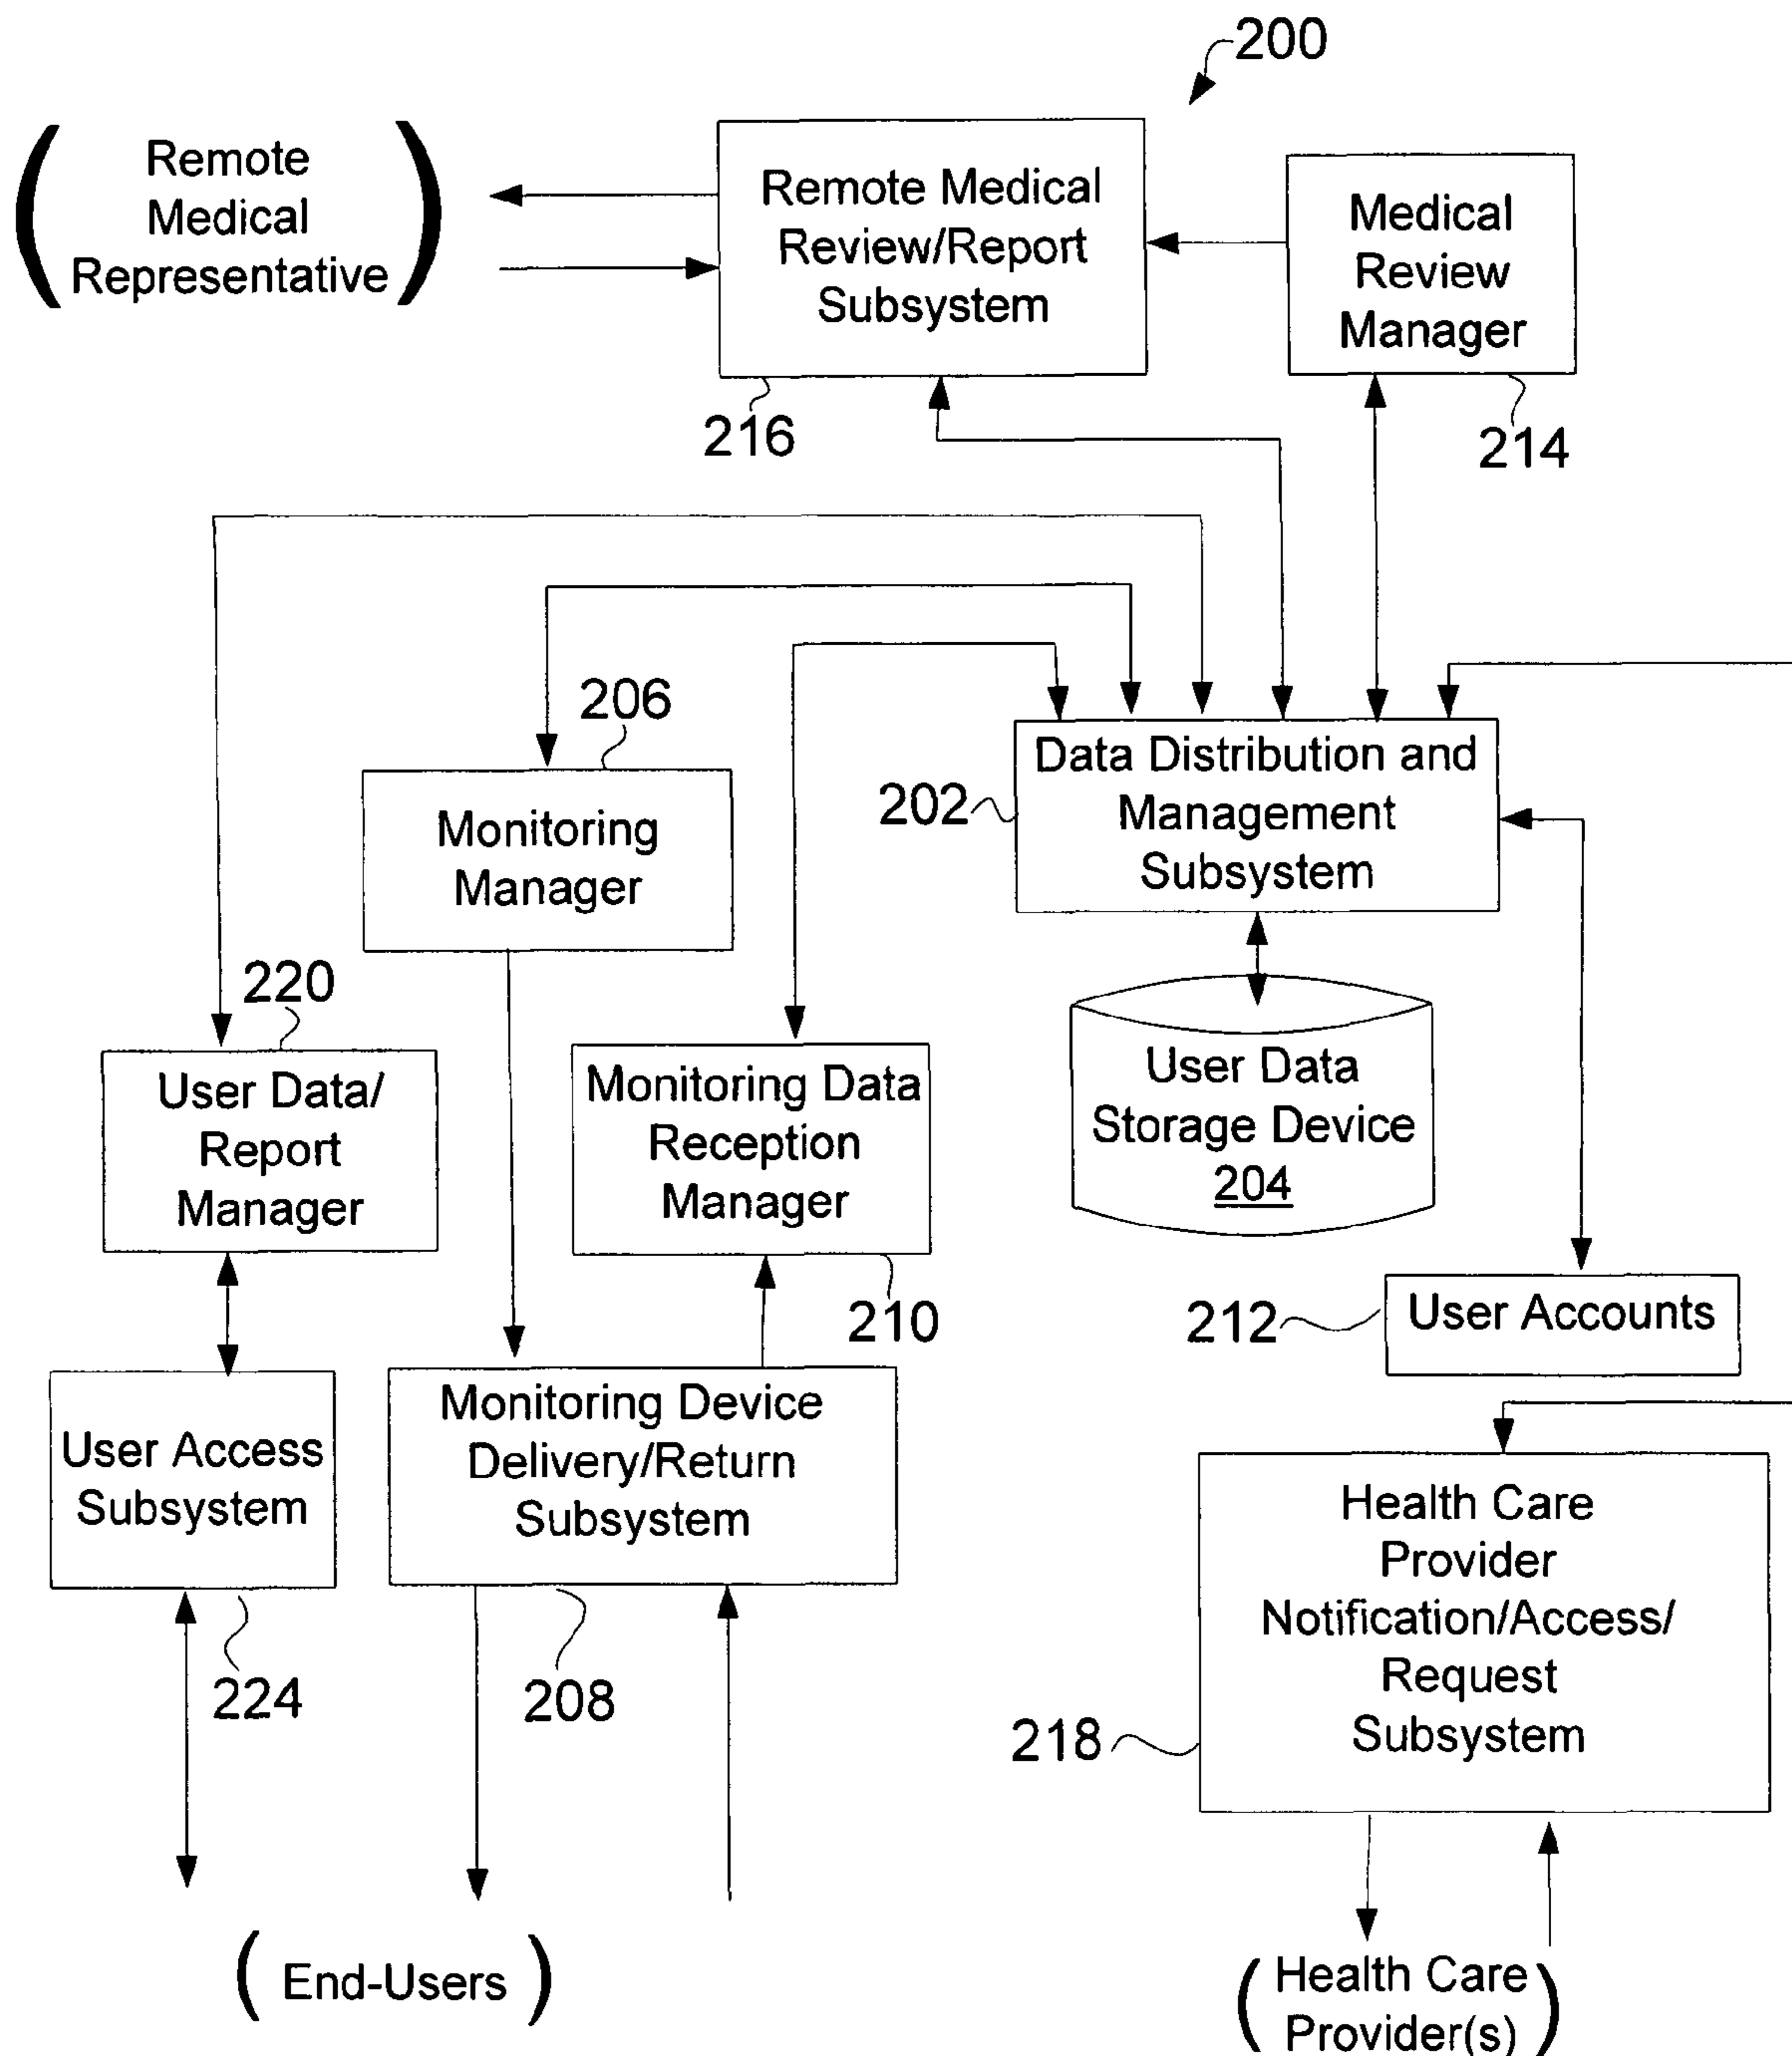 200
Remote
Medical
Representative
Remote Medical
Review/Report
Subsystem
Medical
Review
Manager
216
214
206
Monitoring
Manager
202
Data Distribution and
Management
Subsystem
220
User Data/
Report
Manager
Monitoring Data
Reception
Manager
User Data
Storage Device
204
210
212
User Accounts
User Access
Subsystem
Monitoring Device
Delivery/Return
Subsystem
Health Care
Provider
Notification/Access/
Request
Subsystem
224
208
218
( End-Users )
Health Care
Provider(s)